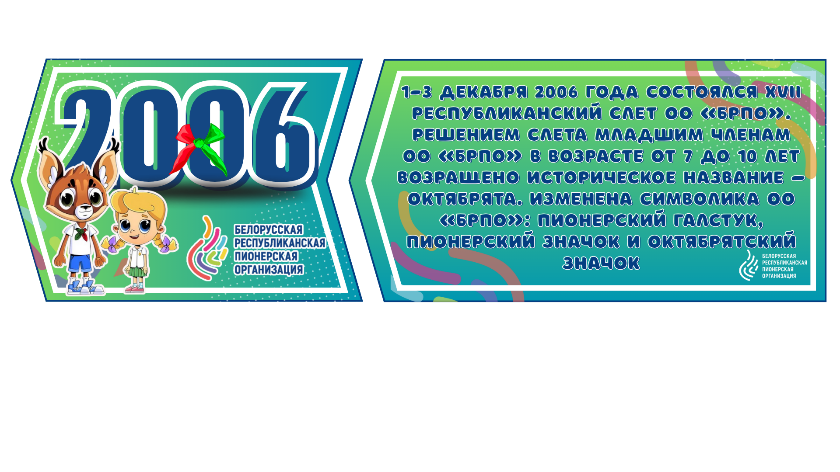 2006
БЕЛОРУССКАЯ
РЕСПУБЛИКАНСКАЯ
ПИОНЕРСКАЯ
ОРГАНИЗАЦИЯ
1–3 ДЕКАБРЯ 2006 ГОДА СОСТОЯЛСЯ XVII
РЕСПУБЛИКАНСКИЙ СЛЕТ ОО «БРПО».
РЕШЕНИЕМ СЛЕТА МЛАДШИМ ЧЛЕНАМ
ОО «БРПО» В ВОЗРАСТЕ ОТ 7 ДО 10 ЛЕТ
ВОЗРАЩЕНО ИСТОРИЧЕСКОЕ НАЗВАНИЕ –
ОКТЯБРЯТА. ИЗМЕНЕНА СИМВОЛИКА ОО
«БРПО»: ПИОНЕРСКИЙ ГАЛСТУК,
ПИОНЕРСКИЙ ЗНАЧОК И ОКТЯБРЯТСКИЙ
ЗНАЧОК
БЕЛОРУССКАЯ
РЕСПУБЛИКАНСКАЯ
ПИОНЕРСКАЯ
ОРГАНИЗАЦИЯ